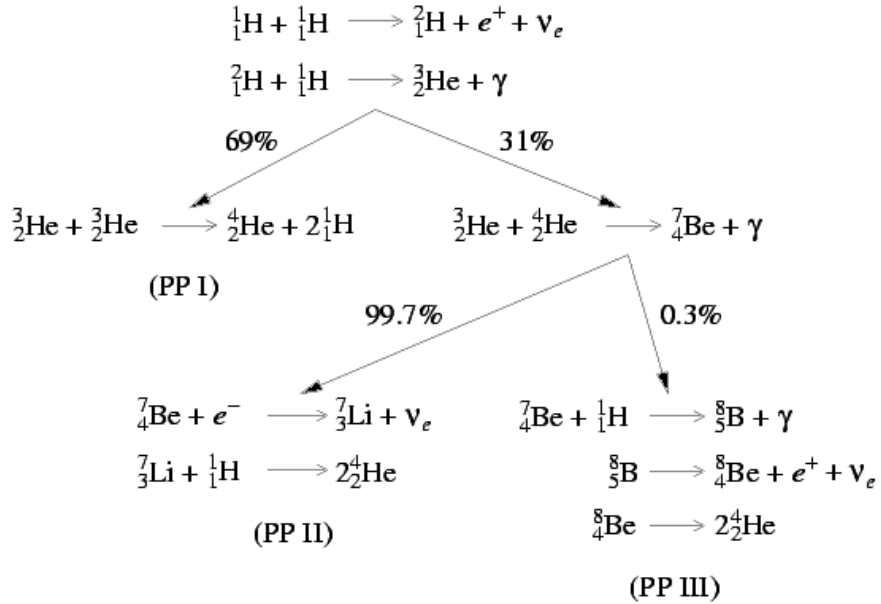 ¹₁H + ¹₁H ⟶ ²₁H + e⁺ + νₑ
²₁H + ¹₁H ⟶ ³₂He + γ
69% 31%
³₂He + ³₂He ⟶ ⁴₂He + 2¹₁H
³₂He + ⁴₂He ⟶ ⁷₄Be + γ
(PP I)
99.7% 0.3%
⁷₄Be + e⁻ ⟶ ⁷₃Li + νₑ
⁷₃Li + ¹₁H ⟶ 2⁴₂He
(PP II)
⁷₄Be + ¹₁H ⟶ ⁸₅B + γ
⁸₅B ⟶ ⁸₄Be + e⁺ + νₑ
⁸₄Be ⟶ 2⁴₂He
(PP III)